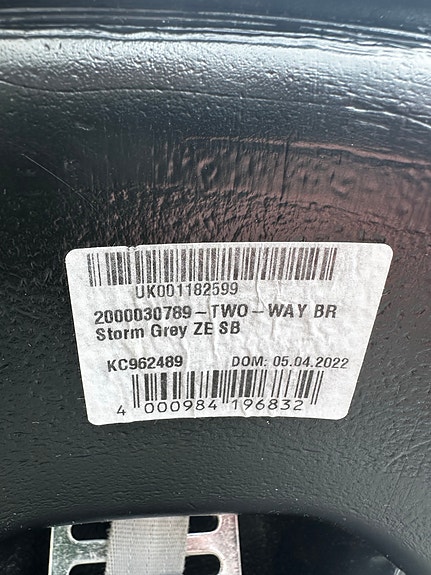 UK001182599
2000030789-TWO-WAY BR
Storm Grey ZE SB
KC962489 DOM: 05.04.2022
4 000984 196832